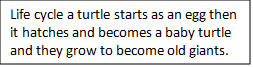 Life cycle a turtle starts as an egg then
it hatches and becomes a baby turtle
and they grow to become old giants.